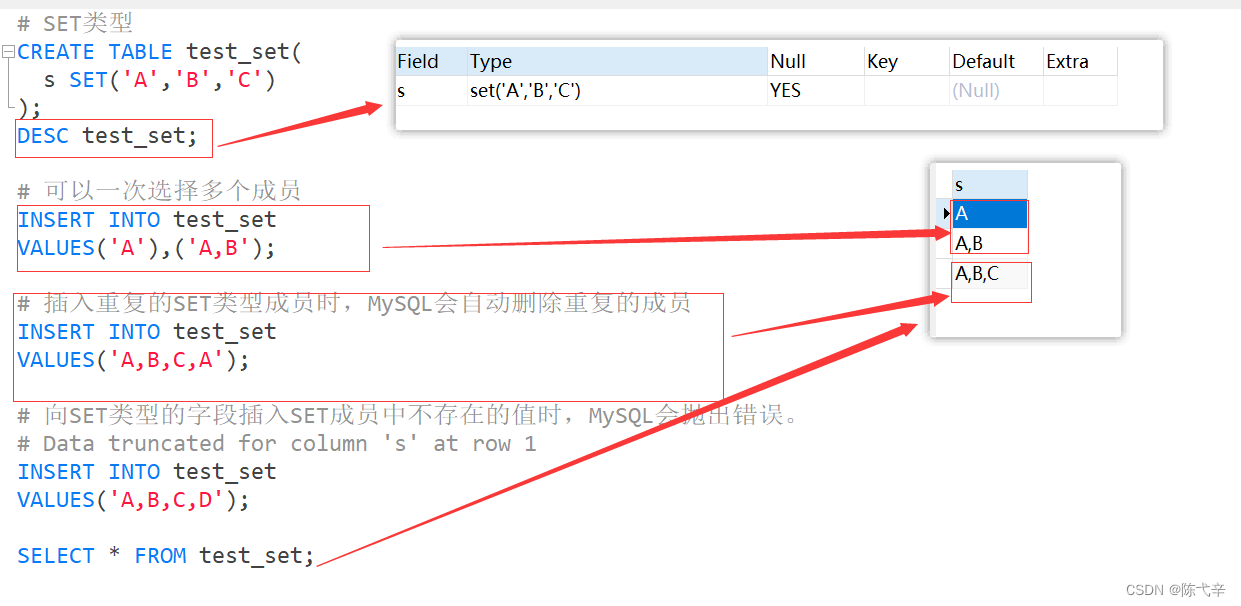 # SET类型
CREATE TABLE test_set(
s SET('A','B','C')
);
DESC test_set;
Field Type Null Key Default Extra
s set('A','B','C') YES (Null)
# 可以一次选择多个成员
INSERT INTO test_set
VALUES('A'),('A,B');
s
A
A,B
A,B,C
# 插入重复的SET类型成员时，MySQL会自动删除重复的成员
INSERT INTO test_set
VALUES('A,B,C,A');
# 向SET类型的字段插入SET成员中不存在的值时，MySQL会抛出错误。
# Data truncated for column 's' at row 1
INSERT INTO test_set
VALUES('A,B,C,D');
SELECT * FROM test_set;
CSDN @陈弋辛